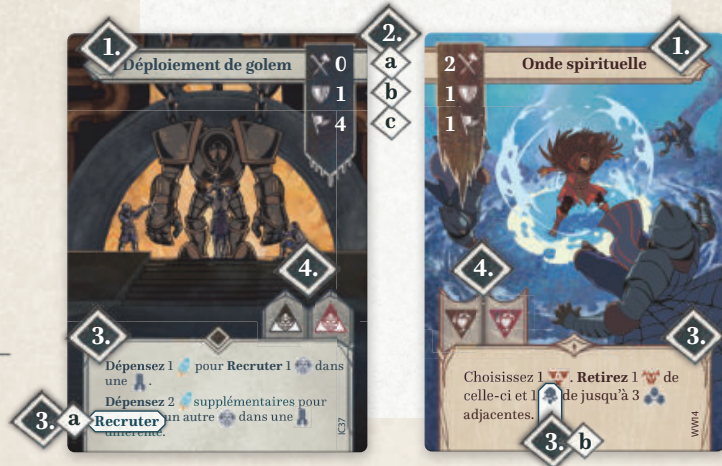 1.
Déploiement de golem
0
1
4
2.
a
b
c
4.
3.
Dépensez 1 pour Recruter 1 dans
une .
Dépensez 2 supplémentaires pour
Recruter un autre dans une
différente.
3. a
IC37
1.
Onde spirituelle
2
1
1
4.
3.
Choisissez 1 . Retirez 1 de
celle-ci et 1 de jusqu'à 3
adjacentes.
3. b
WW14